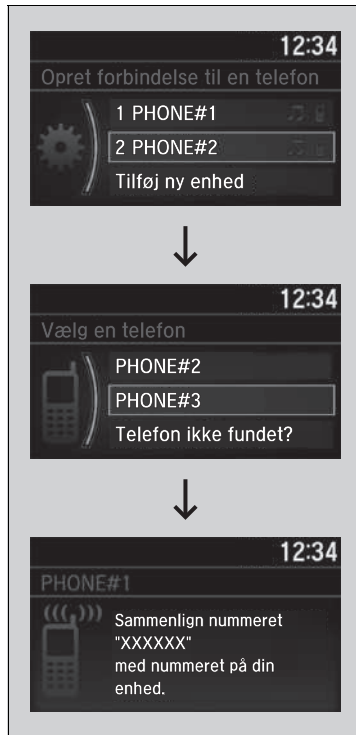 12:34
Opret forbindelse til en telefon
1 PHONE#1
2 PHONE#2
Tilføj ny enhed
12:34
Vælg en telefon
PHONE#2
PHONE#3
Telefon ikke fundet?
12:34
PHONE#1
Sammenlign nummeret
"XXXXXX"
med nummeret på din
enhed.